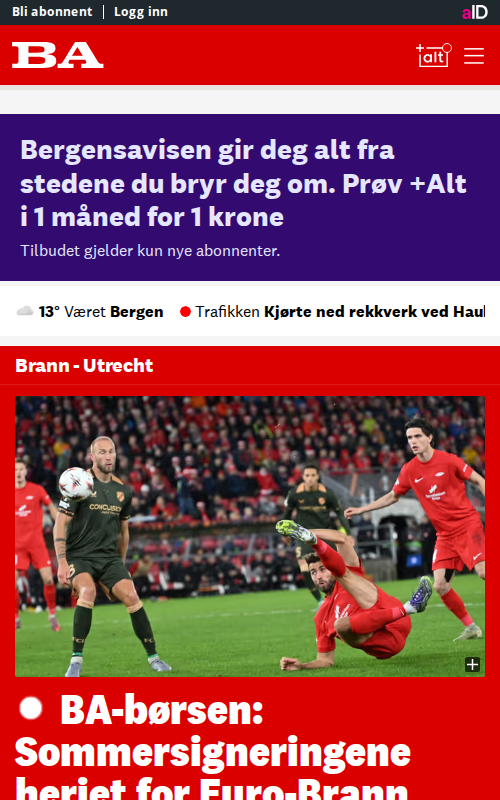 Bli abonnent | Logg inn
aID
BA
+alt
Bergensavisen gir deg alt fra
stedene du bryr deg om. Prøv +Alt
i 1 måned for 1 krone
Tilbudet gjelder kun nye abonnenter.
13° Været Bergen
Trafikken Kjørte ned rekkverk ved Haul
Brann - Utrecht
CONCLUSION
BA-børsen:
Sommersigneringene
herjet for Euro-Brann